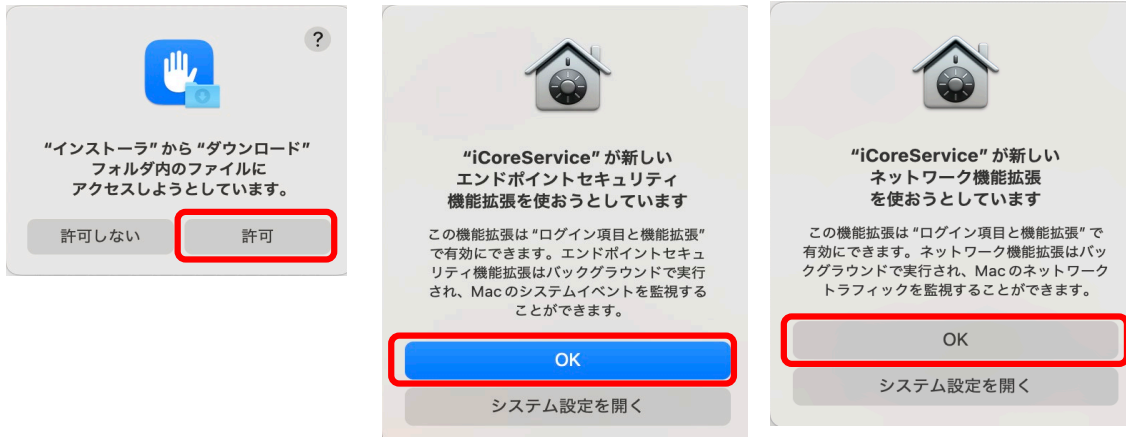 ?
“インストーラ” から “ダウンロード”
フォルダ内のファイルに
アクセスしようとしています。
許可しない
許可
“iCoreService” が新しい
エンドポイントセキュリティ
機能拡張を使おうとしています
この機能拡張は “ログイン項目と機能拡張”
で有効にできます。エンドポイントセキュ
リティ機能拡張はバックグラウンドで実行
され、Mac のシステムイベントを監視する
ことができます。
OK
システム設定を開く
“iCoreService” が新しい
ネットワーク機能拡張
を使おうとしています
この機能拡張は “ログイン項目と機能拡張” で
有効にできます。ネットワーク機能拡張はバッ
クグラウンドで実行され、Mac のネットワーク
トラフィックを監視することができます。
OK
システム設定を開く